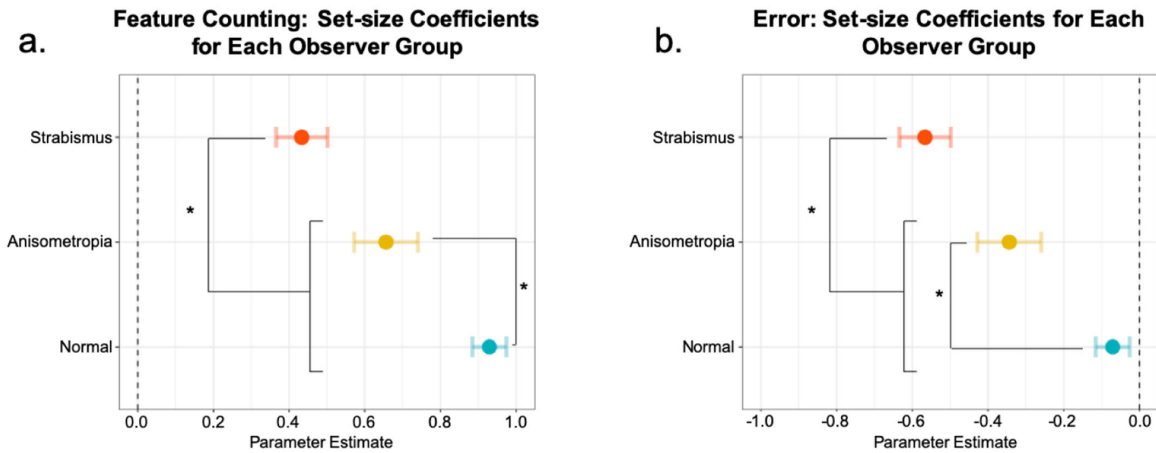 a.
Feature Counting: Set-size Coefficients
for Each Observer Group
Strabismus
*
Anisometropia
*
Normal
0.0 0.2 0.4 0.6 0.8 1.0
Parameter Estimate
b.
Error: Set-size Coefficients for Each
Observer Group
Strabismus
*
Anisometropia
*
Normal
-1.0 -0.8 -0.6 -0.4 -0.2 0.0
Parameter Estimate